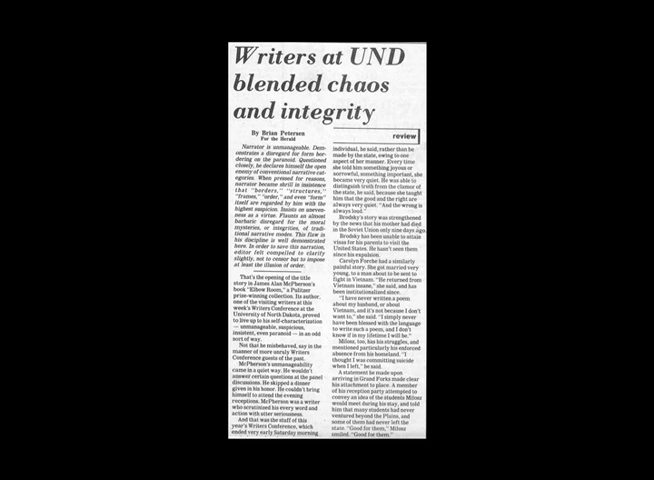 Writers at UND
blended chaos
and integrity
By Brian Petersen
For the Herald
Narrator is unmanageable. Dem-
onstrates a disregard for form bor-
dering on the paranoid. Questioned
closely, he declares himself the open
enemy of conventional narrative cat-
egories. When pressed for reasons,
narrator became shrill in insistence
that "borders," "structures,"
"frames," "order," and even "form"
itself are regarded by him with the
highest suspicion. Insists on uneven-
ness as a virtue. Flaunts an almost
barbaric disregard for the moral
mysteries, or integrities, of tradi-
tional narrative modes. This flaw in
his discipline is well demonstrated
here. In order to save this narration,
editor felt compelled to clarify
slightly, not to censor but to impose
at least the illusion of order.
That's the opening of the title
story is James Alan McPherson's
book "Elbow Room," a Pulitzer
prize-winning collection. Its author,
one of the visiting writers at this
week's Writers Conference at the
University of North Dakota, proved
to live up to his self-characterization
— unmanageable, suspicious,
insistent, even paranoid — is an odd
sort of way.
Not that he misbehaved, say in the
manner of more unruly Writers
Conference guests of the past.
McPherson's unmanageability
came in a quiet way. He wouldn't
answer certain questions at the panel
discussions. He skipped a dinner
given in his honor. He couldn't bring
himself to attend the evening
receptions. McPherson was a writer
who scrutinized his every word and
action with utter seriousness.
And that was the stuff of this
year's Writers Conference, which
ended very early Saturday morning
review
individual, he said, rather than be
made by the state, owing to one
aspect of her manner. Every time
she told him something joyous or
sorrowful, something important, she
became very quiet. He was able to
distinguish truth from the clamor of
the state, he said, because she taught
him that the good and the right are
always very quiet. "And the wrong is
always loud."
Brodsky's story was strengthened
by the news that his mother had died
in the Soviet Union only nine days ago.
Brodsky has been unable to attain
visas for his parents to visit the
United States. He hasn't seen them
since his expulsion.
Carolyn Forche had a similarly
painful story. She got married very
young, to a man about to be sent to
fight in Vietnam. "He returned from
Vietnam insane," she said, and has
been institutionalized since.
"I have never written a poem
about my husband, or about
Vietnam, and it's not because I don't
want to," she said. "I simply never
have been blessed with the language
to write such a poem, and I don't
know if in my lifetime I will be."
Milosz, too, has his struggles, and
mentioned particularly his enforced
absence from his homeland. "I
thought I was committing suicide
when I left," he said.
A statement he made upon
arriving in Grand Forks made clear
his attachment to place. A member
of his reception party attempted to
convey an idea of the students Milosz
would meet during his stay, and told
him that many students had never
ventured beyond the Plains, and
some of them had never left the
state. "Good for them," Milosz
smiled. "Good for them."